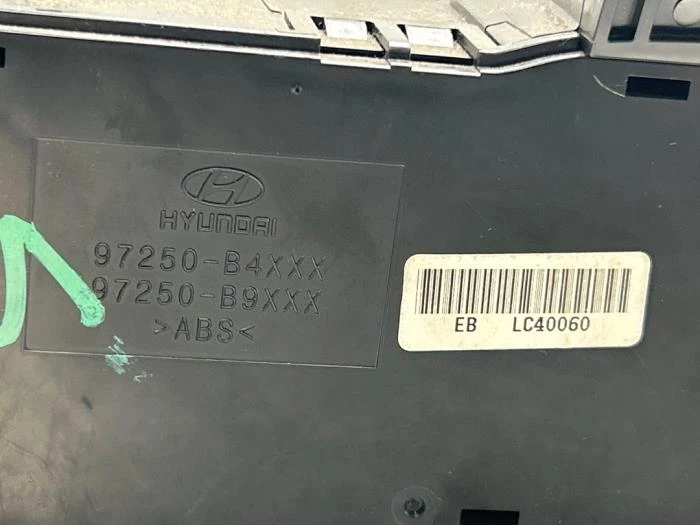 HYUNDAI
97250-B4XXX
97250-B9XXX
>ABS<
EB LC40060